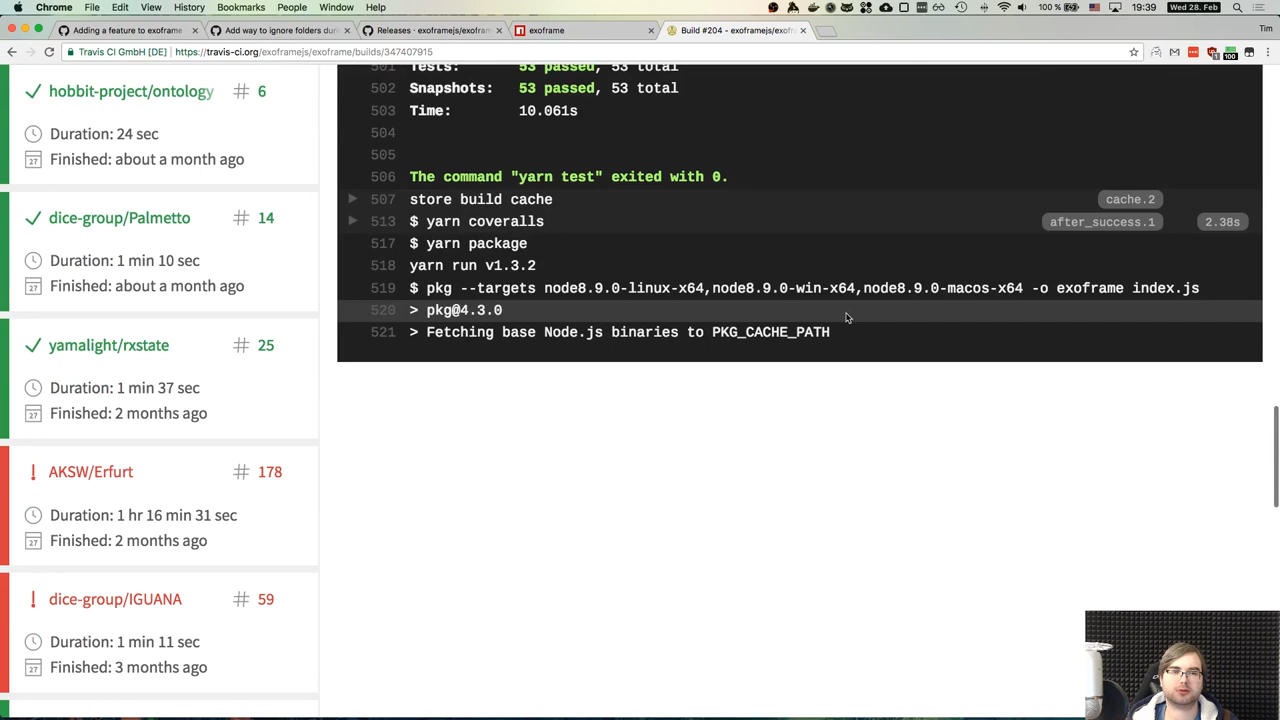 Chrome File Edit View History Bookmarks People Window Help
100 % 19:39 Wed 28. Feb
Adding a feature to exoframe
Add way to ignore folders duri
Releases · exoframejs/exofram
exoframe
Build #204 - exoframejs/exofr
Tim
Travis CI GmbH [DE] https://travis-ci.org/exoframejs/exoframe/builds/347407915
hobbit-project/ontology # 6
Duration: 24 sec
Finished: about a month ago
dice-group/Palmetto # 14
Duration: 1 min 10 sec
Finished: about a month ago
yamalight/rxstate # 25
Duration: 1 min 37 sec
Finished: 2 months ago
! AKSW/Erfurt # 178
Duration: 1 hr 16 min 31 sec
Finished: 2 months ago
! dice-group/IGUANA # 59
Duration: 1 min 11 sec
Finished: 3 months ago
501 Tests: 53 passed, 53 total
502 Snapshots: 53 passed, 53 total
503 Time: 10.061s
504
505
506 The command "yarn test" exited with 0.
507 store build cache cache.2
513 $ yarn coveralls after_success.1 2.38s
517 $ yarn package
518 yarn run v1.3.2
519 $ pkg --targets node8.9.0-linux-x64,node8.9.0-win-x64,node8.9.0-macos-x64 -o exoframe index.js
520 > pkg@4.3.0
521 > Fetching base Node.js binaries to PKG_CACHE_PATH